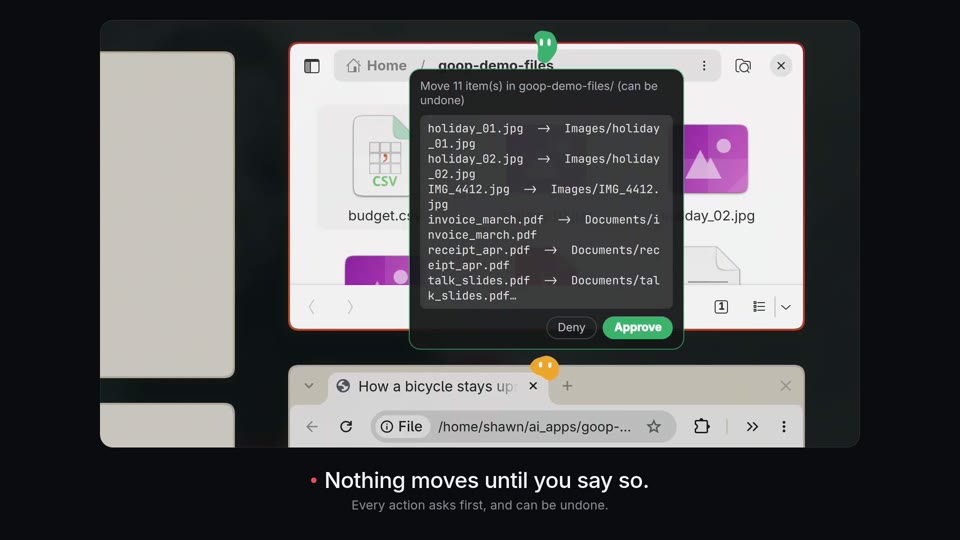 Home / goop-demo-files
Move 11 item(s) in goop-demo-files/ (can be
undone)
holiday_01.jpg → Images/holiday
_01.jpg
holiday_02.jpg → Images/holiday
_02.jpg
IMG_4412.jpg → Images/IMG_4412.
jpg
invoice_march.pdf → Documents/i
nvoice_march.pdf
receipt_apr.pdf → Documents/rec
eipt_apr.pdf
talk_slides.pdf → Documents/tal
k_slides.pdf…
Deny Approve
CSV
budget.cs
iday_02.jpg
1
How a bicycle stays up
File /home/shawn/ai_apps/goop-...
Nothing moves until you say so.
Every action asks first, and can be undone.